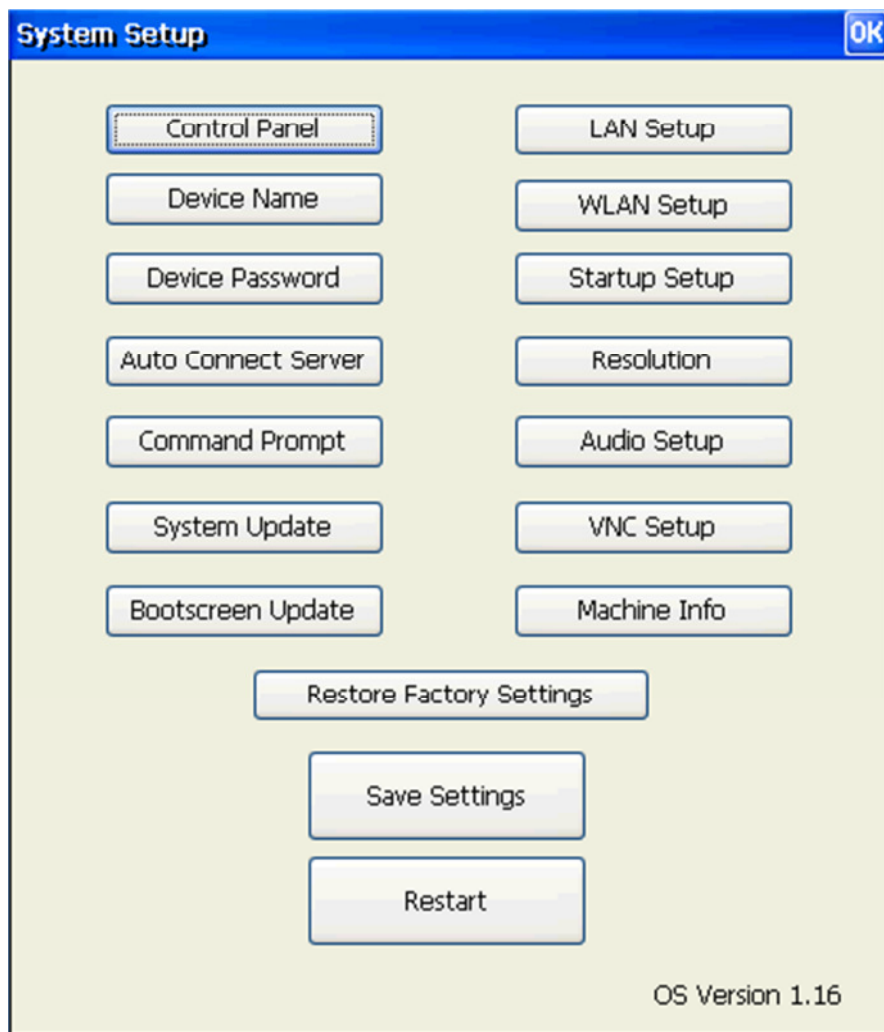 System Setup
OK
Control Panel
LAN Setup
Device Name
WLAN Setup
Device Password
Startup Setup
Auto Connect Server
Resolution
Command Prompt
Audio Setup
System Update
VNC Setup
Bootscreen Update
Machine Info
Restore Factory Settings
Save Settings
Restart
OS Version 1.16